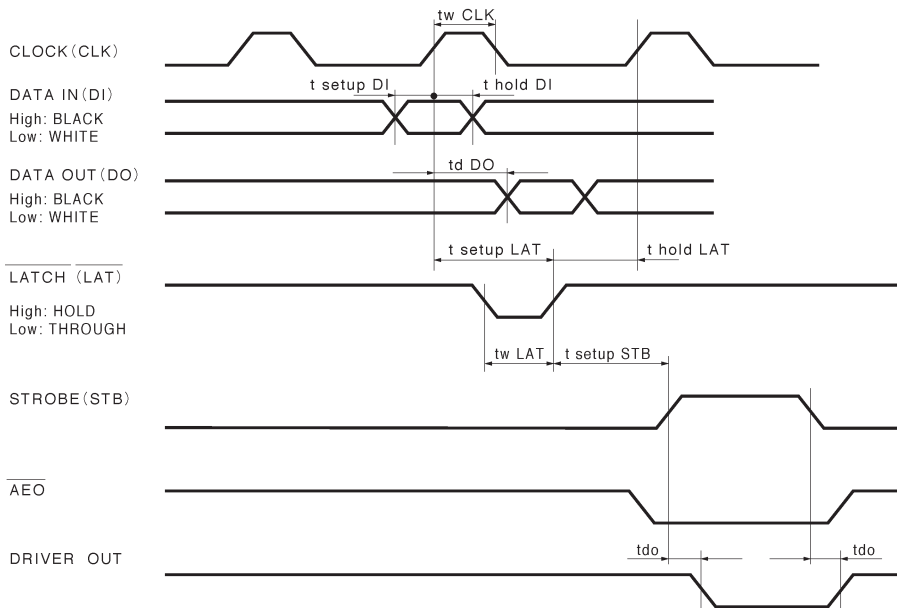 tw CLK
CLOCK(CLK)
t setup DI
t hold DI
DATA IN(DI)
High: BLACK
Low: WHITE
td DO
DATA OUT(DO)
High: BLACK
Low: WHITE
t setup LAT
t hold LAT
LATCH (LAT)
High: HOLD
Low: THROUGH
tw LAT
t setup STB
STROBE(STB)
AEO
DRIVER OUT
tdo
tdo